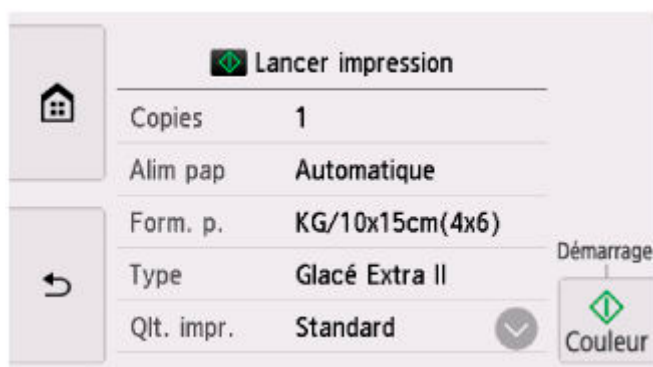 Lancer impression
Copies 1
Alim pap Automatique
Form. p. KG/10x15cm(4x6)
Type Glacé Extra II
Qlt. impr. Standard
Démarrage
Couleur